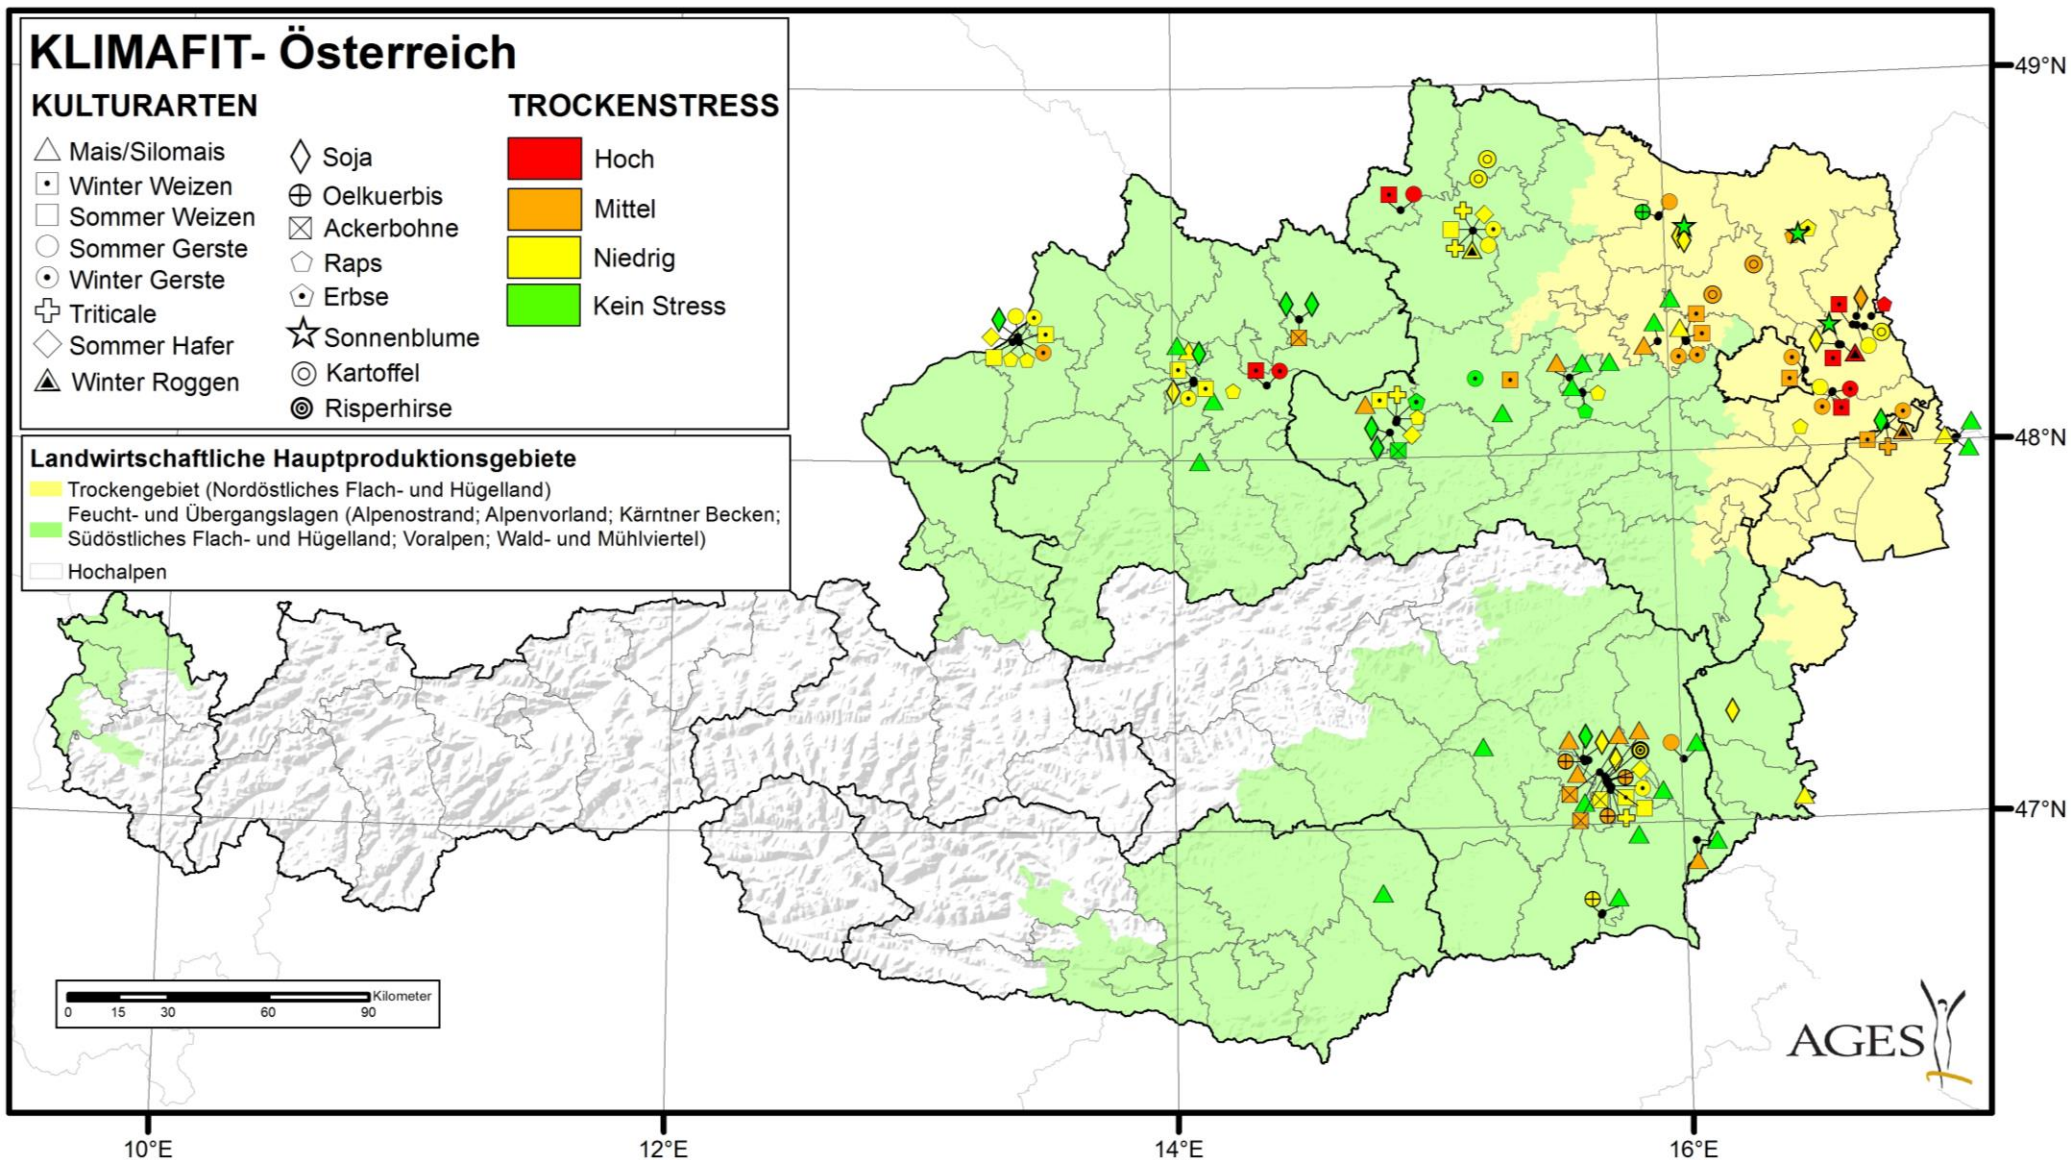 KLIMAFIT- Österreich
KULTURARTEN
Mais/Silomais
Winter Weizen
Sommer Weizen
Sommer Gerste
Winter Gerste
Triticale
Sommer Hafer
Winter Roggen
Soja
Oelkuerbis
Ackerbohne
Raps
Erbse
Sonnenblume
Kartoffel
Risperhirse
TROCKENSTRESS
Hoch
Mittel
Niedrig
Kein Stress
Landwirtschaftliche Hauptproduktionsgebiete
Trockengebiet (Nordöstliches Flach- und Hügelland)
Feucht- und Übergangslagen (Alpenostrand; Alpenvorland; Kärntner Becken;
Südöstliches Flach- und Hügelland; Voralpen; Wald- und Mühlviertel)
Hochalpen
49°N
48°N
47°N
Kilometer
0 15 30 60 90
AGES
10°E 12°E 14°E 16°E